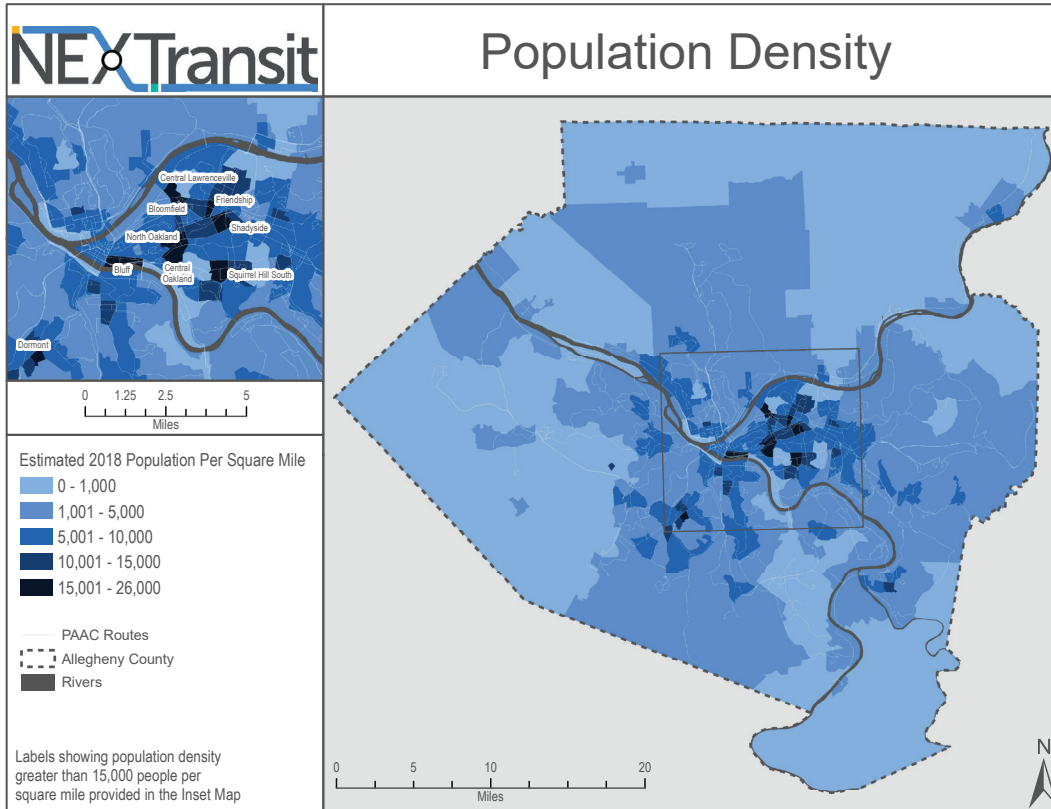 NEXTransit
Population Density
Central Lawrenceville
Friendship
Bloomfield
Shadyside
North Oakland
Bluff
Central
Oakland
Squirrel Hill South
Dormont
0 1.25 2.5 5
Miles
Estimated 2018 Population Per Square Mile
0 - 1,000
1,001 - 5,000
5,001 - 10,000
10,001 - 15,000
15,001 - 26,000
PAAC Routes
Allegheny County
Rivers
Labels showing population density
greater than 15,000 people per
square mile provided in the Inset Map
0 5 10 20
Miles
N